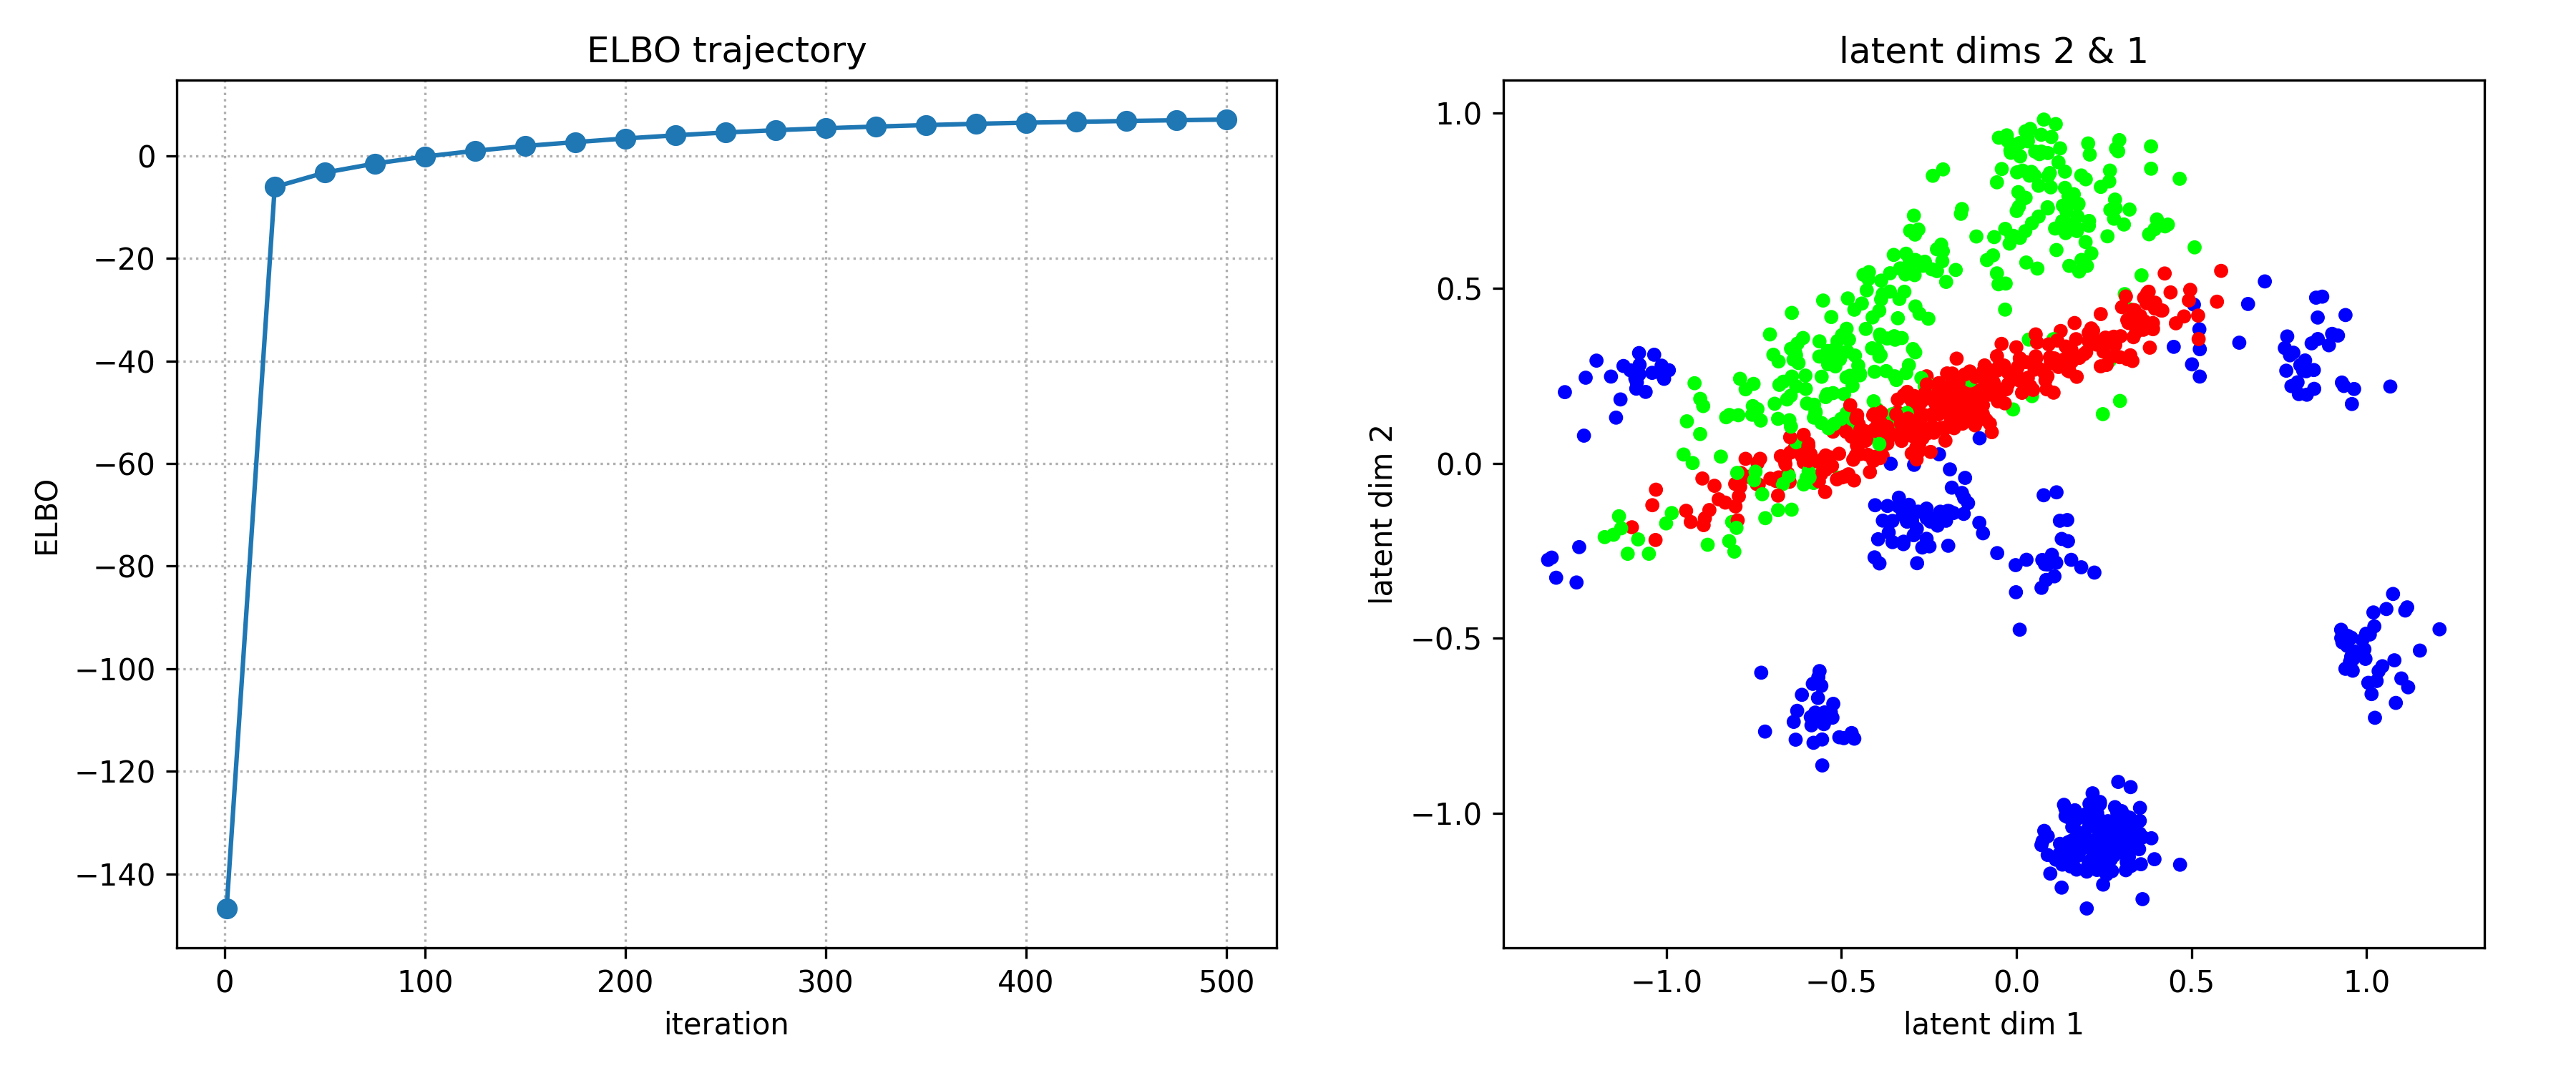 ELBO trajectory
ELBO
0
−20
−40
−60
−80
−100
−120
−140
0 100 200 300 400 500
iteration
latent dims 2 & 1
latent dim 2
1.0
0.5
0.0
−0.5
−1.0
−1.0 −0.5 0.0 0.5 1.0
latent dim 1